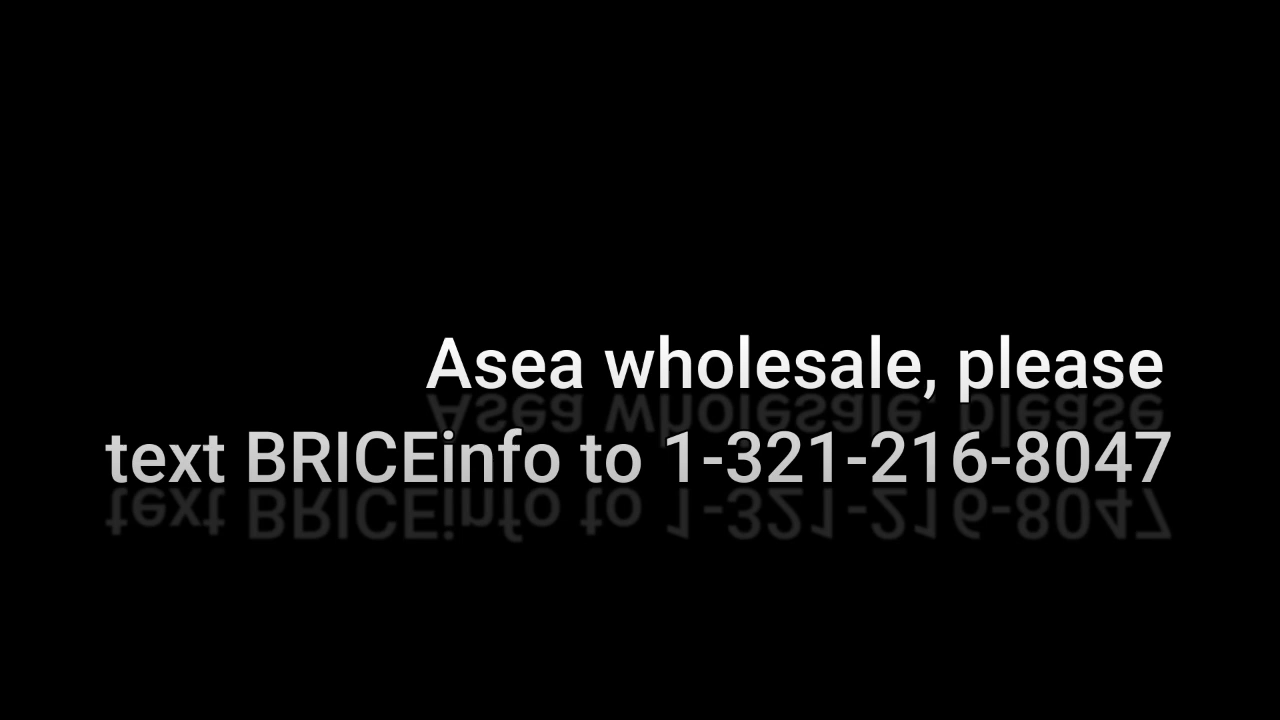 Asea wholesale, please
text BRICEinfo to 1-321-216-8047